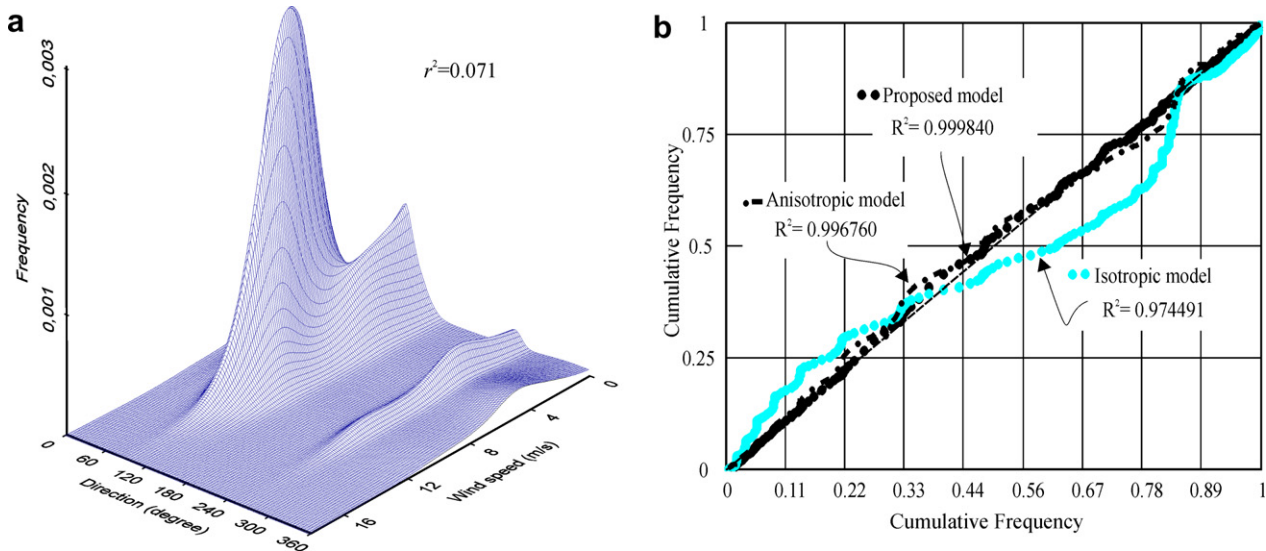 a
r²=0.071
Frequency
0,003
0,002
0,001
0
60
120
180
240
300
360
Direction (degree)
16
12
8
4
0
Wind speed (m/s)
b
Cumulative Frequency
1
0.75
0.5
0.25
0
Proposed model
R²= 0.999840
Anisotropic model
R²= 0.996760
Isotropic model
R²= 0.974491
0 0.11 0.22 0.33 0.44 0.56 0.67 0.78 0.89 1
Cumulative Frequency